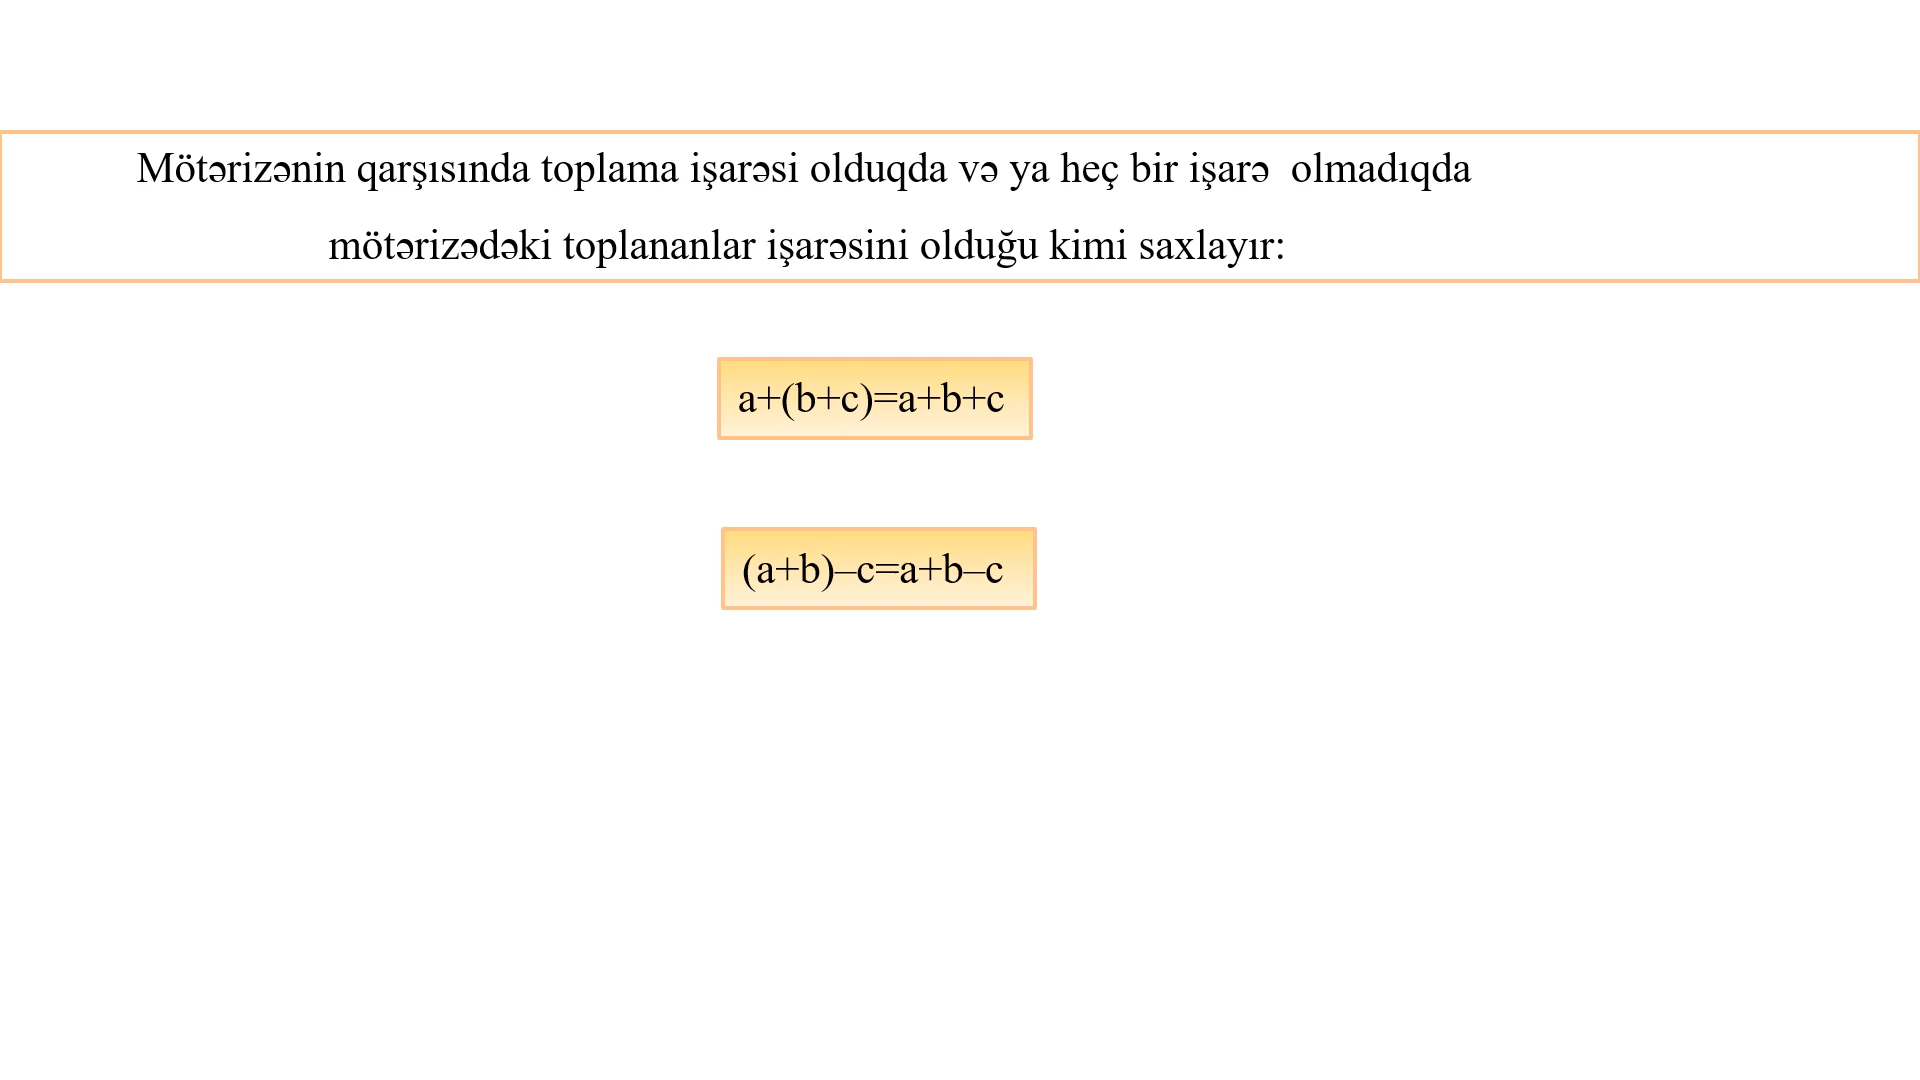 Mötərizənin qarşısında toplama işarəsi olduqda və ya heç bir işarə  olmadıqda
mötərizədəki toplananlar işarəsini olduğu kimi saxlayır:
a+(b+c)=a+b+c
(a+b)–c=a+b–c